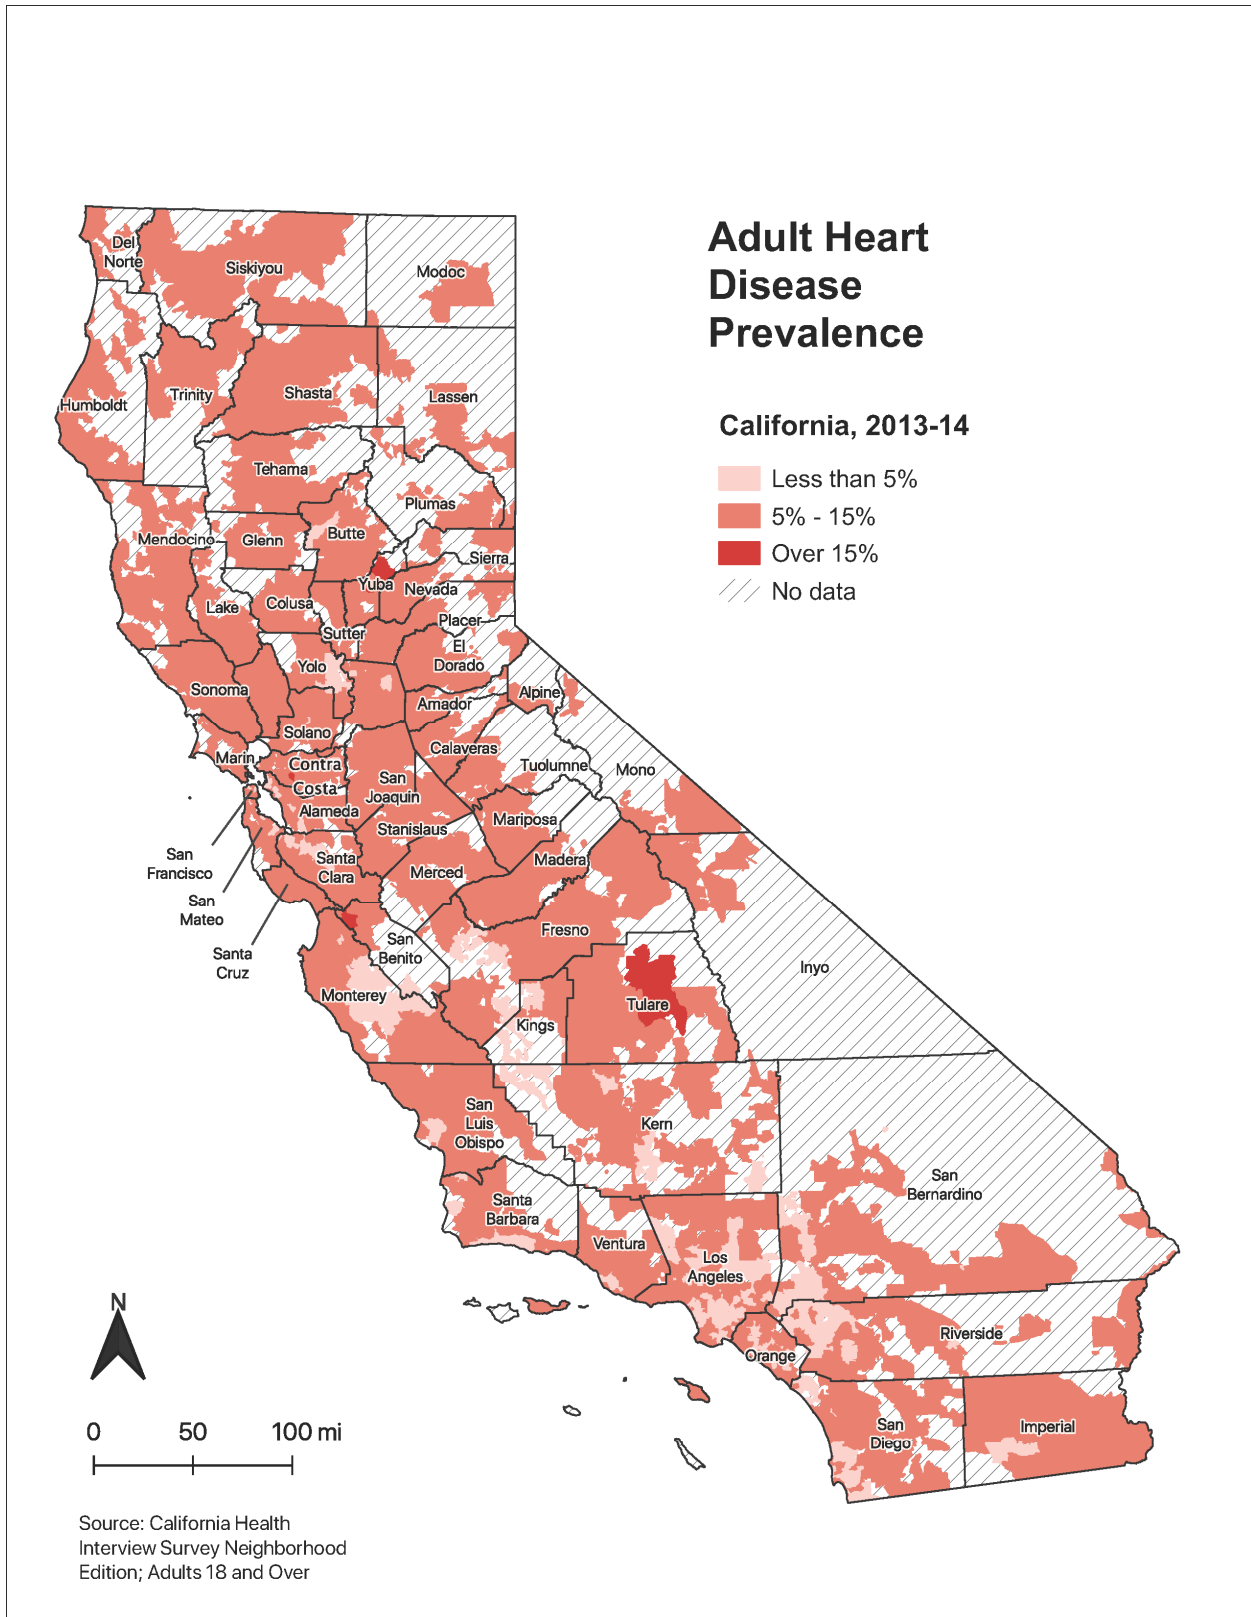 Adult Heart
Disease
Prevalence
California, 2013-14
Less than 5%
5% - 15%
Over 15%
No data
Del
Norte
Siskiyou
Modoc
Humboldt
Trinity
Shasta
Lassen
Tehama
Plumas
Mendocino
Glenn
Butte
Sierra
Yuba
Nevada
Lake
Colusa
Placer
Sutter
El
Dorado
Yolo
Sonoma
Amador
Alpine
Solano
Calaveras
Marin
Contra
Costa
Tuolumne
Mono
San
Joaquin
Alameda
Mariposa
Stanislaus
San
Francisco
Santa
Clara
Merced
Madera
San
Mateo
Santa
Cruz
San
Benito
Fresno
Inyo
Monterey
Kings
Tulare
San
Luis
Obispo
Kern
San
Bernardino
Santa
Barbara
Ventura
Los
Angeles
Orange
Riverside
San
Diego
Imperial
N
0 50 100 mi
Source: California Health
Interview Survey Neighborhood
Edition; Adults 18 and Over